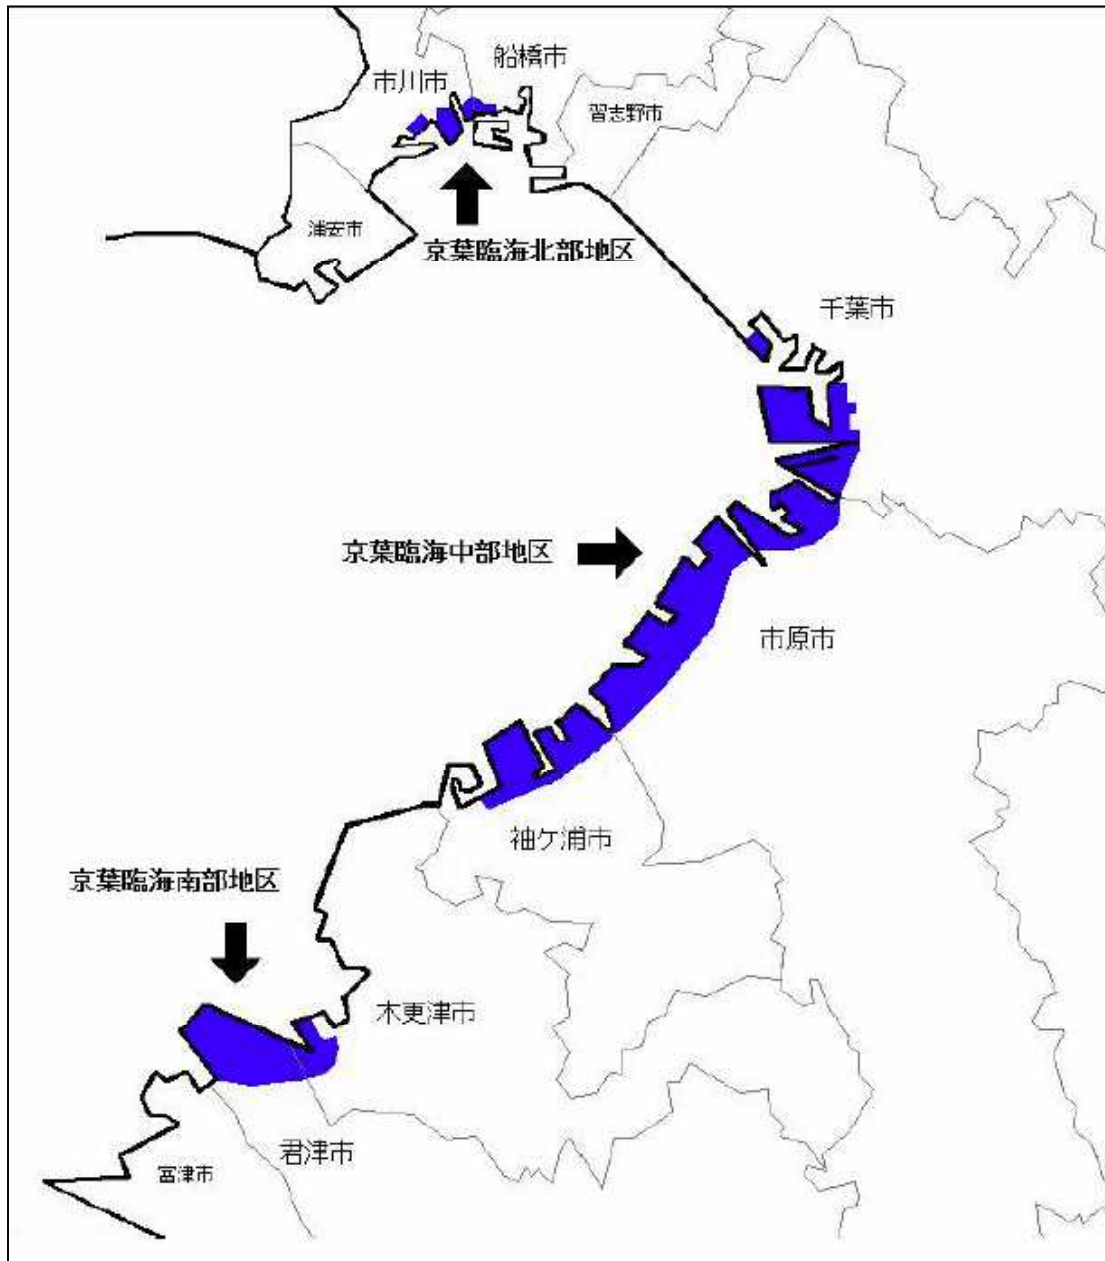 船橋市
市川市
習志野市
浦安市
京葉臨海北部地区
千葉市
京葉臨海中部地区
市原市
袖ケ浦市
京葉臨海南部地区
木更津市
君津市
富津市